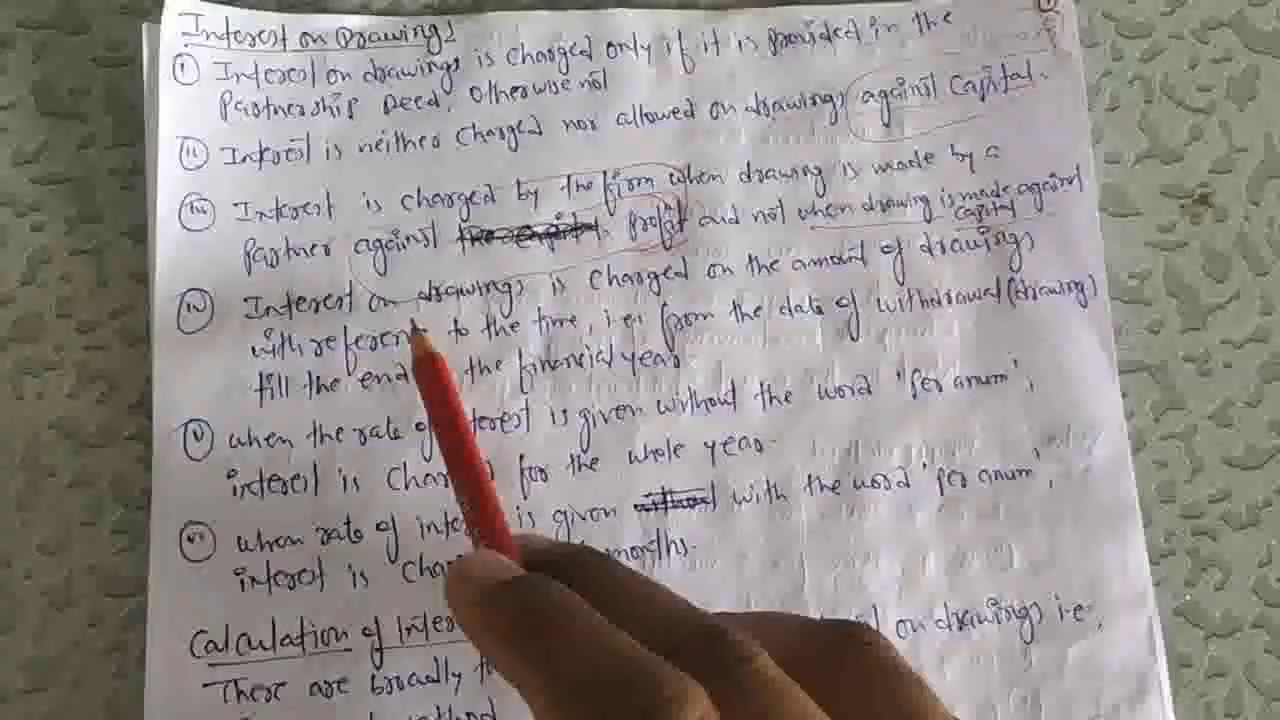 Interest on Drawings
(i) Interest on drawings is charged only if it is provided in the
Partnership Deed. Otherwise not
(ii) Interest is neither charged nor allowed on drawings against capital.
(iii) Interest is charged by the firm when drawing is made by a
Partner against profit and not when drawing is made against
capital
(iv) Interest on drawings is charged on the amount of drawings
with referenc to the time, i.e. from the date of withdrawal (drawing)
till the end the financial year
(v) when the rate of interest is given without the word 'per anum',
interest is char for the whole year.
(vi) when rate of inte is given with the word 'per anum',
interest is cha months.
Calculation of Inter on drawings i.e.,
There are broadly t